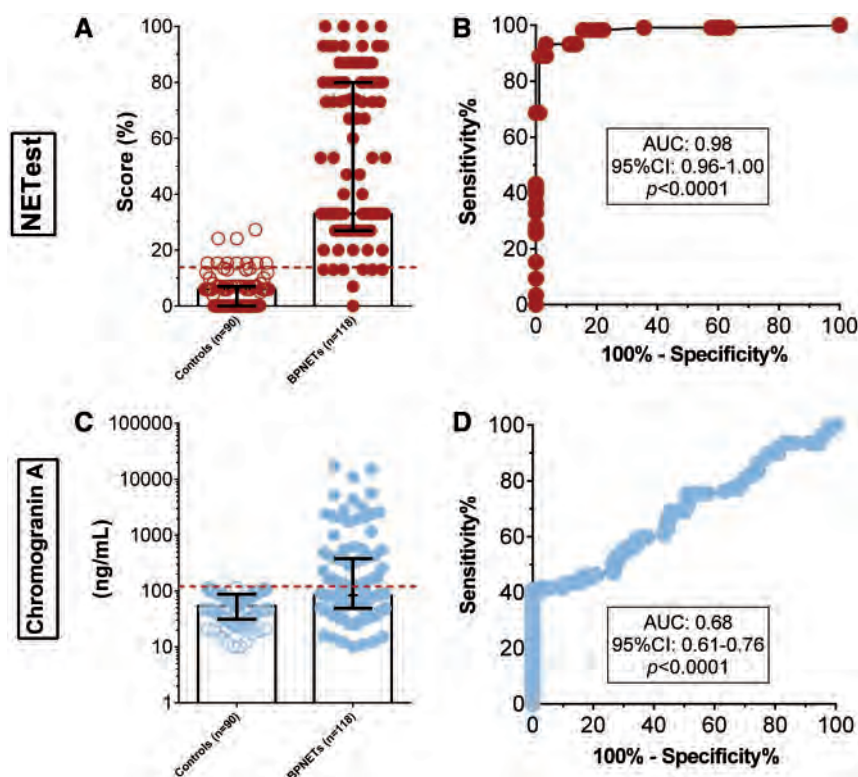 A
NETest
Score (%)
100
80
60
40
20
0
Controls (n=90)
BPNETs (n=118)
B
Sensitivity%
100
80
60
40
20
0
AUC: 0.98
95%CI: 0.96-1.00
p<0.0001
0
20
40
60
80
100
100% - Specificity%
C
Chromogranin A
(ng/mL)
100000
10000
1000
100
10
1
Controls (n=90)
BPNETs (n=118)
D
Sensitivity%
100
80
60
40
20
0
AUC: 0.68
95%CI: 0.61-0.76
p<0.0001
0
20
40
60
80
100
100% - Specificity%